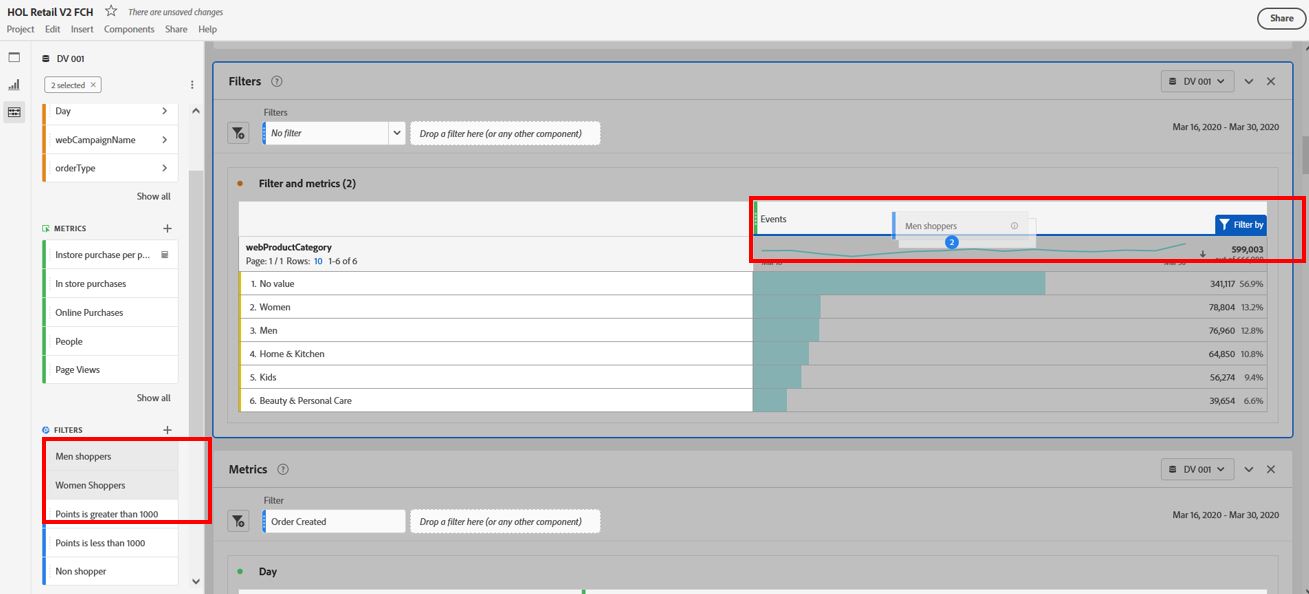 HOL Retail V2 FCH
There are unsaved changes
Share
Project Edit Insert Components Share Help
DV 001
2 selected
Day
webCampaignName
orderType
Show all
METRICS
Instore purchase per p...
In store purchases
Online Purchases
People
Page Views
Show all
FILTERS
Men shoppers
Women Shoppers
Points is greater than 1000
Points is less than 1000
Non shopper
Filters
DV 001
Filters
No filter
Drop a filter here (or any other component)
Mar 16, 2020 - Mar 30, 2020
Filter and metrics (2)
Events
Men shoppers
2
Filter by
webProductCategory
Page: 1 / 1 Rows: 10 1-6 of 6
599,003
1. No value 341,117 56.9%
2. Women 78,804 13.2%
3. Men 76,960 12.8%
4. Home & Kitchen 64,850 10.8%
5. Kids 56,274 9.4%
6. Beauty & Personal Care 39,654 6.6%
Metrics
DV 001
Filter
Order Created
Drop a filter here (or any other component)
Mar 16, 2020 - Mar 30, 2020
Day